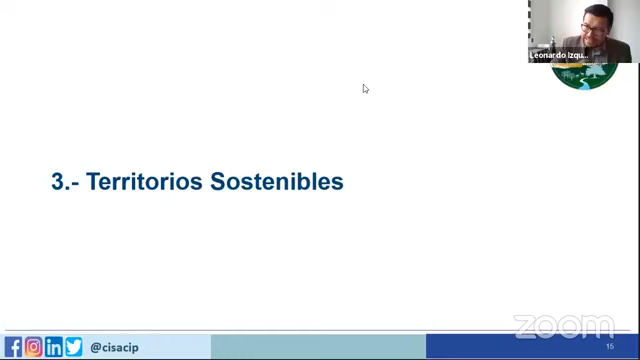 Leonardo Izqu...
3.- Territorios Sostenibles
@cisacip
zoom
15